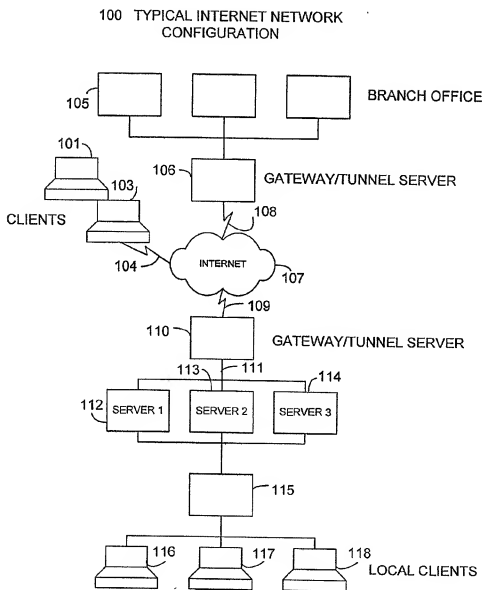 100 TYPICAL INTERNET NETWORK
CONFIGURATION
105
BRANCH OFFICE
101
103
106
GATEWAY/TUNNEL SERVER
CLIENTS
108
104
INTERNET
107
109
110
GATEWAY/TUNNEL SERVER
111
113
114
112
SERVER 1
SERVER 2
SERVER 3
115
116
117
118
LOCAL CLIENTS